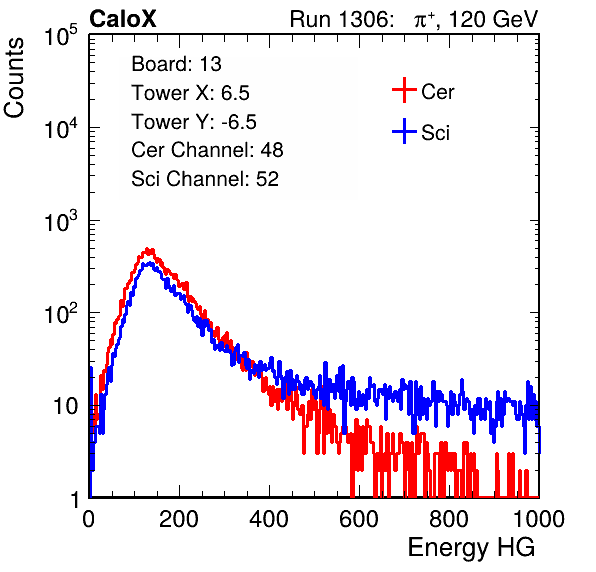 CaloX Run 1306: π⁺, 120 GeV
Board: 13
Tower X: 6.5
Tower Y: -6.5
Cer Channel: 48
Sci Channel: 52
Cer
Sci
Counts
10⁵
10⁴
10³
10²
10
1
0 200 400 600 800 1000
Energy HG